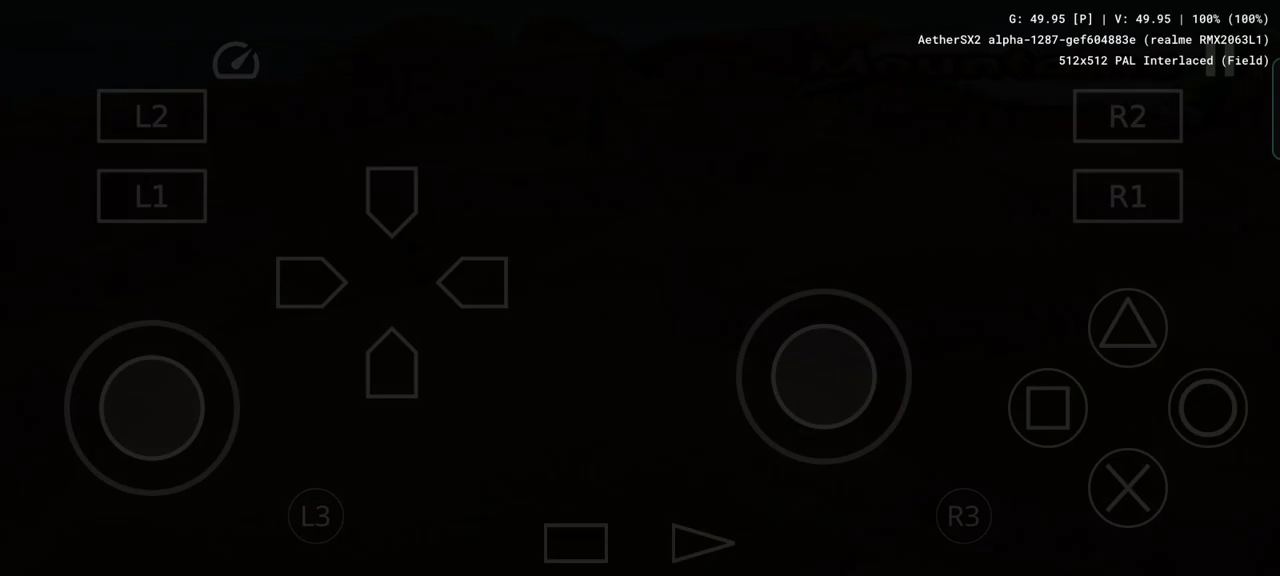 G: 49.95 [P] | V: 49.95 | 100% (100%)
AetherSX2 alpha-1287-gef604883e (realme RMX2063L1)
512x512 PAL Interlaced (Field)
L2
R2
L1
R1
L3
R3